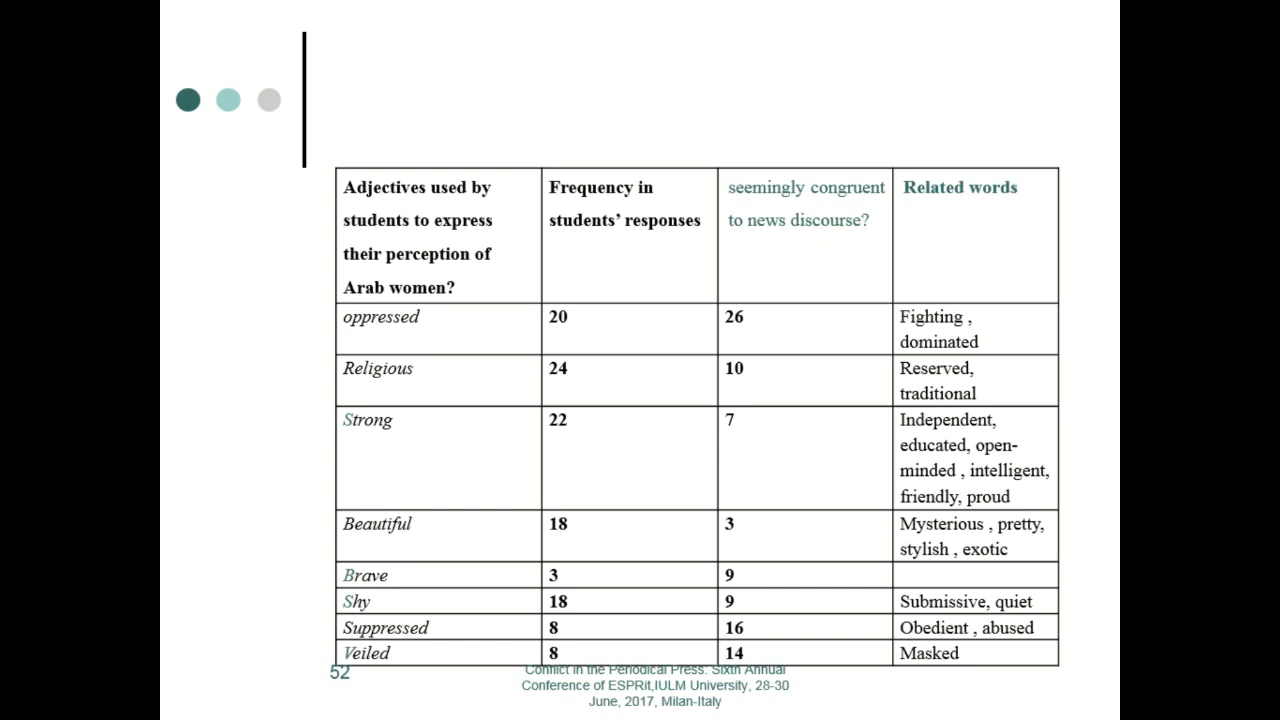 Adjectives used by students to express their perception of Arab women? Frequency in students' responses seemingly congruent to news discourse? Related words
oppressed 20 26 Fighting , dominated
Religious 24 10 Reserved, traditional
Strong 22 7 Independent, educated, open-minded , intelligent, friendly, proud
Beautiful 18 3 Mysterious , pretty, stylish , exotic
Brave 3 9
Shy 18 9 Submissive, quiet
Suppressed 8 16 Obedient , abused
Veiled 8 14 Masked
52
Conflict in the Periodical Press. Sixth Annual
Conference of ESPRit,IULM University, 28-30
June, 2017, Milan-Italy